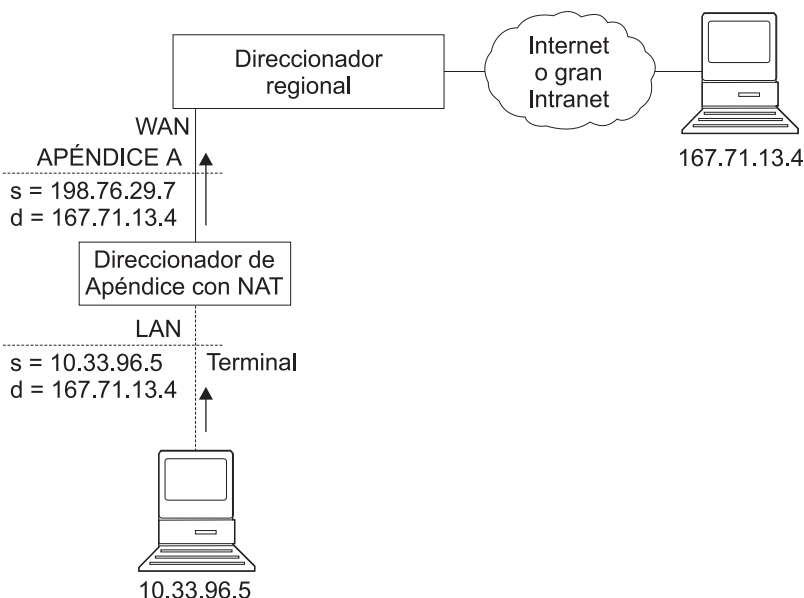 Direccionador
regional
Internet
o gran
Intranet
167.71.13.4
WAN
APÉNDICE A
s = 198.76.29.7
d = 167.71.13.4
Direccionador de
Apéndice con NAT
LAN
s = 10.33.96.5
d = 167.71.13.4
Terminal
10.33.96.5